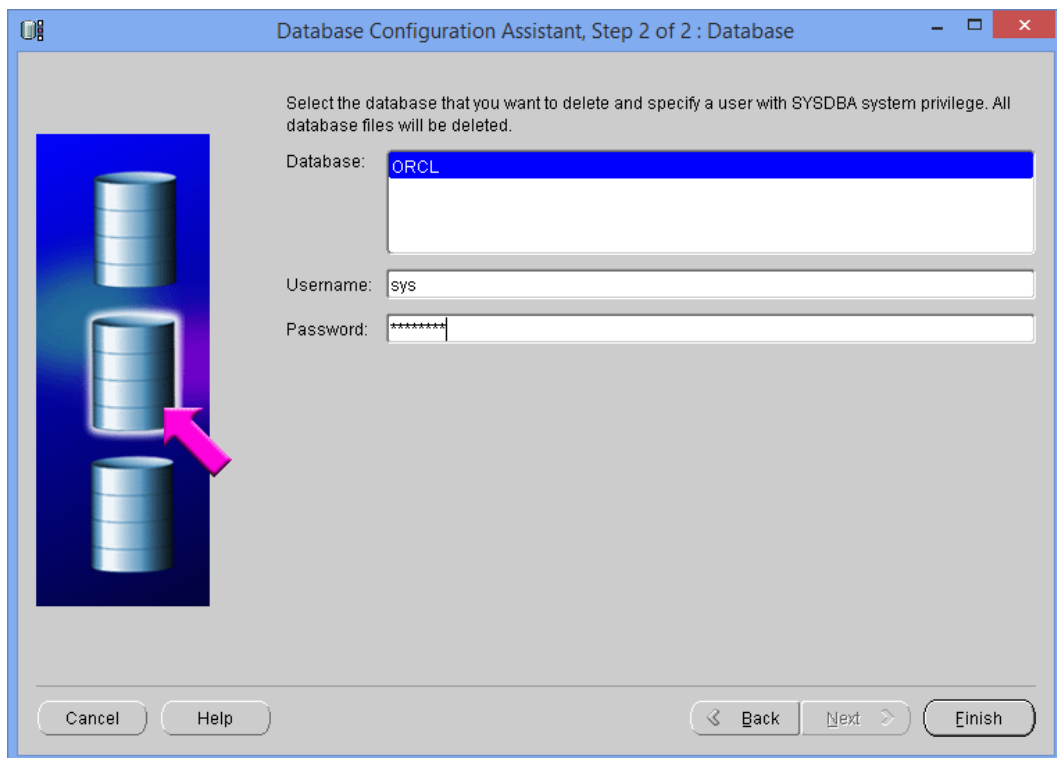 Database Configuration Assistant, Step 2 of 2 : Database
Select the database that you want to delete and specify a user with SYSDBA system privilege. All
database files will be deleted.
Database:
ORCL
Username: sys
Password: ********
Cancel Help Back Next Finish